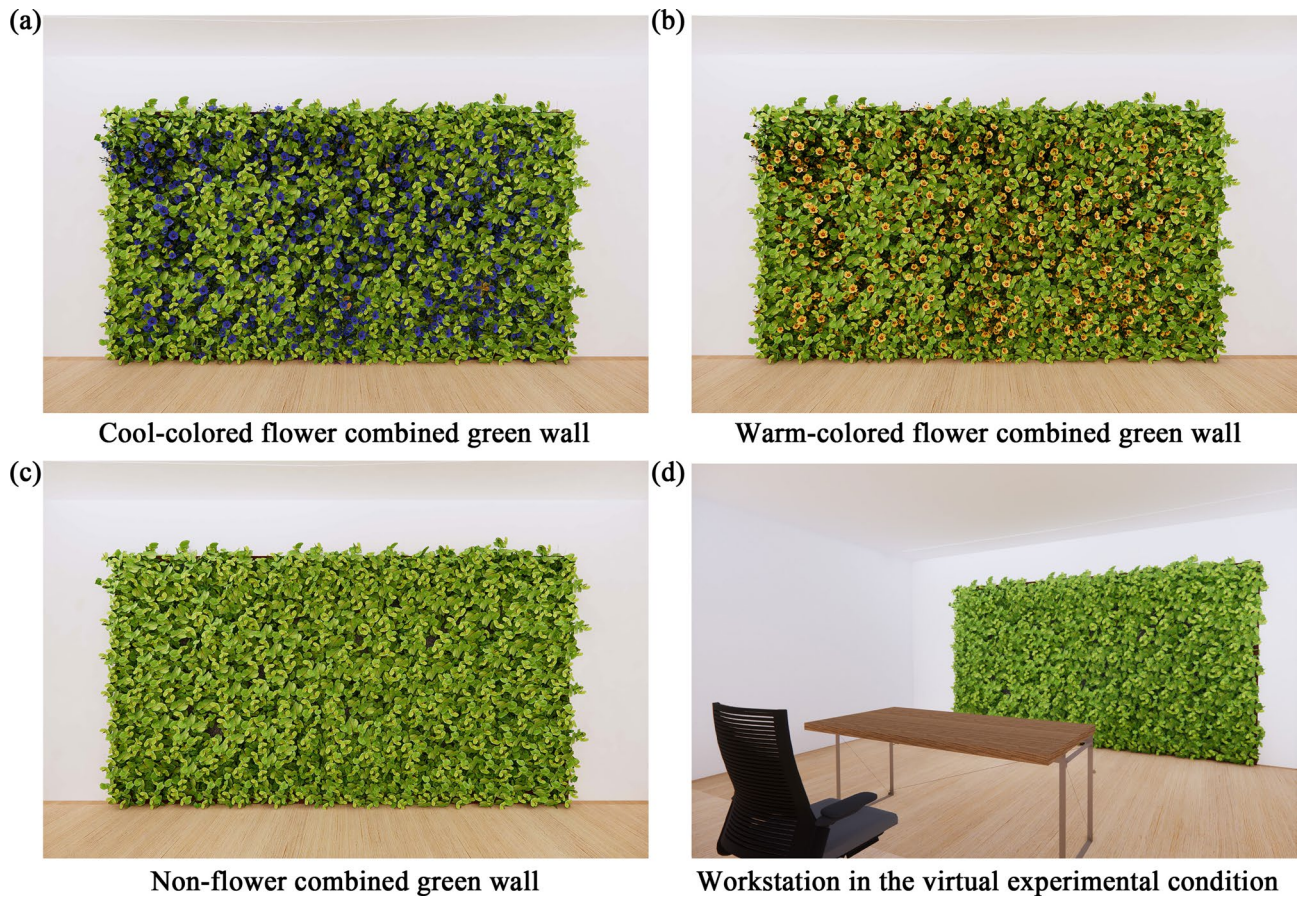 (a)
(b)
Cool-colored flower combined green wall
Warm-colored flower combined green wall
(c)
(d)
Non-flower combined green wall
Workstation in the virtual experimental condition